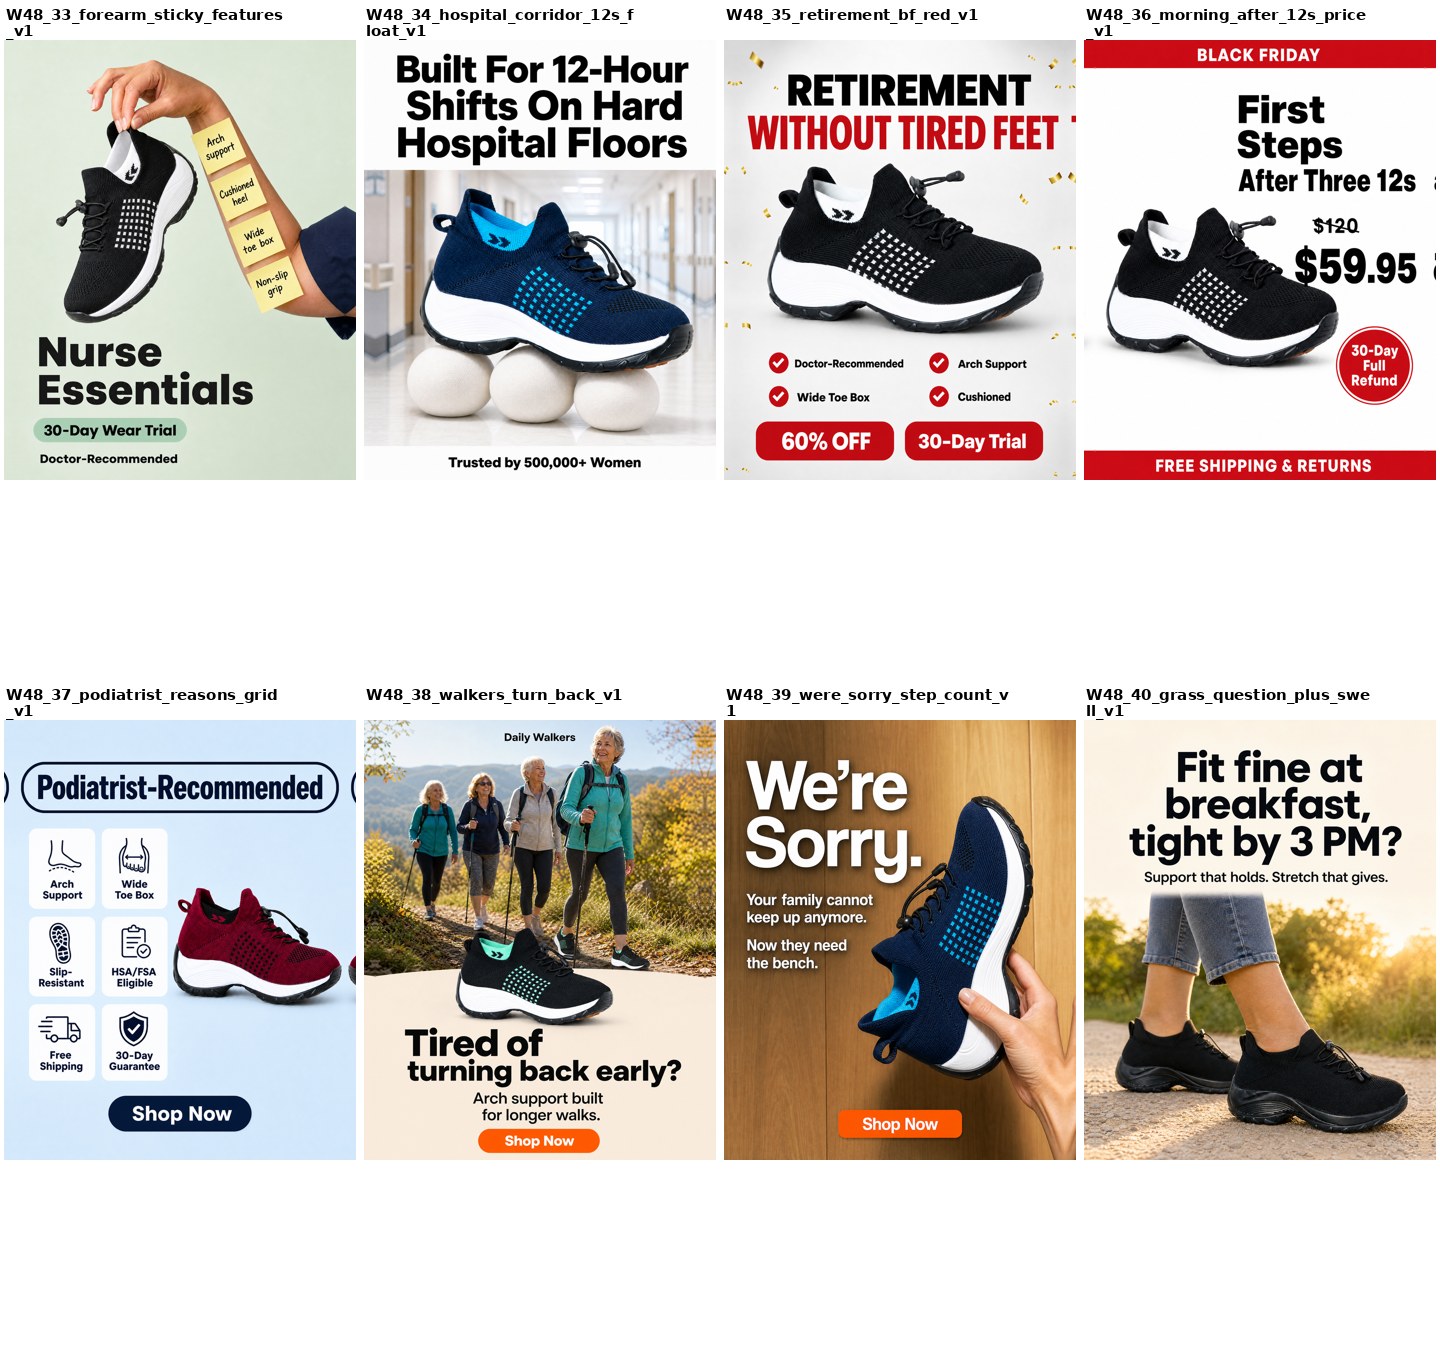 W48_33_forearm_sticky_features
_v1
Arch
support
Cushioned
heel
Wide
toe box
Non-slip
grip
Nurse
Essentials
30-Day Wear Trial
Doctor-Recommended
W48_34_hospital_corridor_12s_f
loat_v1
Built For 12-Hour
Shifts On Hard
Hospital Floors
Trusted by 500,000+ Women
W48_35_retirement_bf_red_v1
RETIREMENT
WITHOUT TIRED FEET
Doctor-Recommended
Arch Support
Wide Toe Box
Cushioned
60% OFF
30-Day Trial
W48_36_morning_after_12s_price
_v1
BLACK FRIDAY
First
Steps
After Three 12s
$120
$59.95
30-Day
Full
Refund
FREE SHIPPING & RETURNS
W48_37_podiatrist_reasons_grid
_v1
Podiatrist-Recommended
Arch
Support
Wide
Toe Box
Slip-
Resistant
HSA/FSA
Eligible
Free
Shipping
30-Day
Guarantee
Shop Now
W48_38_walkers_turn_back_v1
Daily Walkers
Tired of
turning back early?
Arch support built
for longer walks.
Shop Now
W48_39_were_sorry_step_count_v
1
We're
Sorry.
Your family cannot
keep up anymore.
Now they need
the bench.
Shop Now
W48_40_grass_question_plus_swe
ll_v1
Fit fine at
breakfast,
tight by 3 PM?
Support that holds. Stretch that gives.